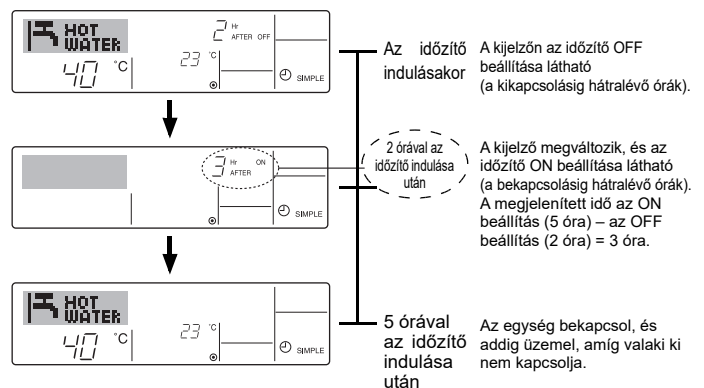 HOT
WATER
2 Hr
AFTER OFF
40 °C
23 °C
SIMPLE
Az időzítő
indulásakor
A kijelzőn az időzítő OFF
beállítása látható
(a kikapcsolásig hátralévő órák).
3 Hr ON
AFTER
SIMPLE
2 órával az
időzítő indulása
után
A kijelző megváltozik, és az
időzítő ON beállítása látható
(a bekapcsolásig hátralévő órák).
A megjelenített idő az ON
beállítás (5 óra) – az OFF
beállítás (2 óra) = 3 óra.
HOT
WATER
40 °C
23 °C
SIMPLE
5 órával
az időzítő
indulása
után
Az egység bekapcsol, és
addig üzemel, amíg valaki ki
nem kapcsolja.